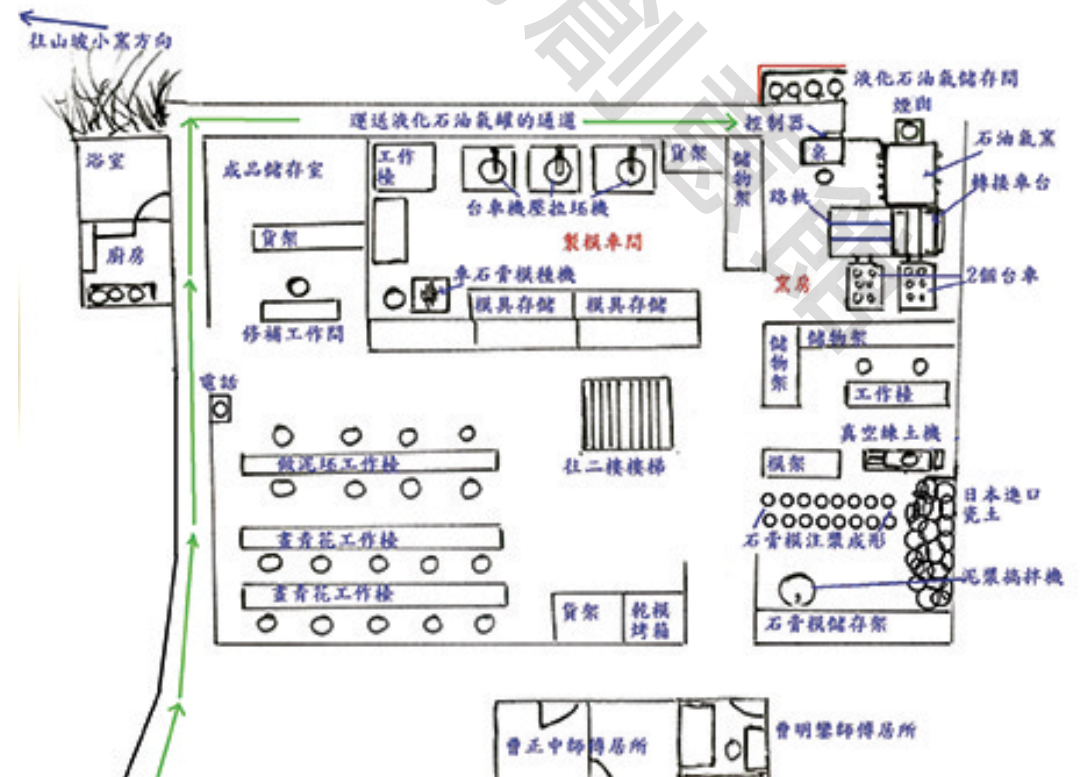 往山坡小窯方向
液化石油氣儲存間
煙囪
運送液化石油氣罐的通道
控制器
石油氣窯
浴室
成品儲存室
工作檯
貨架
儲物架
桌
轉接車台
路軌
台車機壓拉坯機
貨架
製模車間
廚房
車石膏模種機
窯房
2個台車
模具存儲
模具存儲
修補工作間
儲物架
儲物架
電話
工作檯
真空練土機
做泥坯工作檯
往二樓樓梯
模架
日本進口
瓷土
畫青花工作檯
石膏模注漿成形
泥漿搞拌機
畫青花工作檯
貨架
乾模
烤箱
石膏模儲存架
曹正中師傅居所
曹明鑾師傅居所
創意館